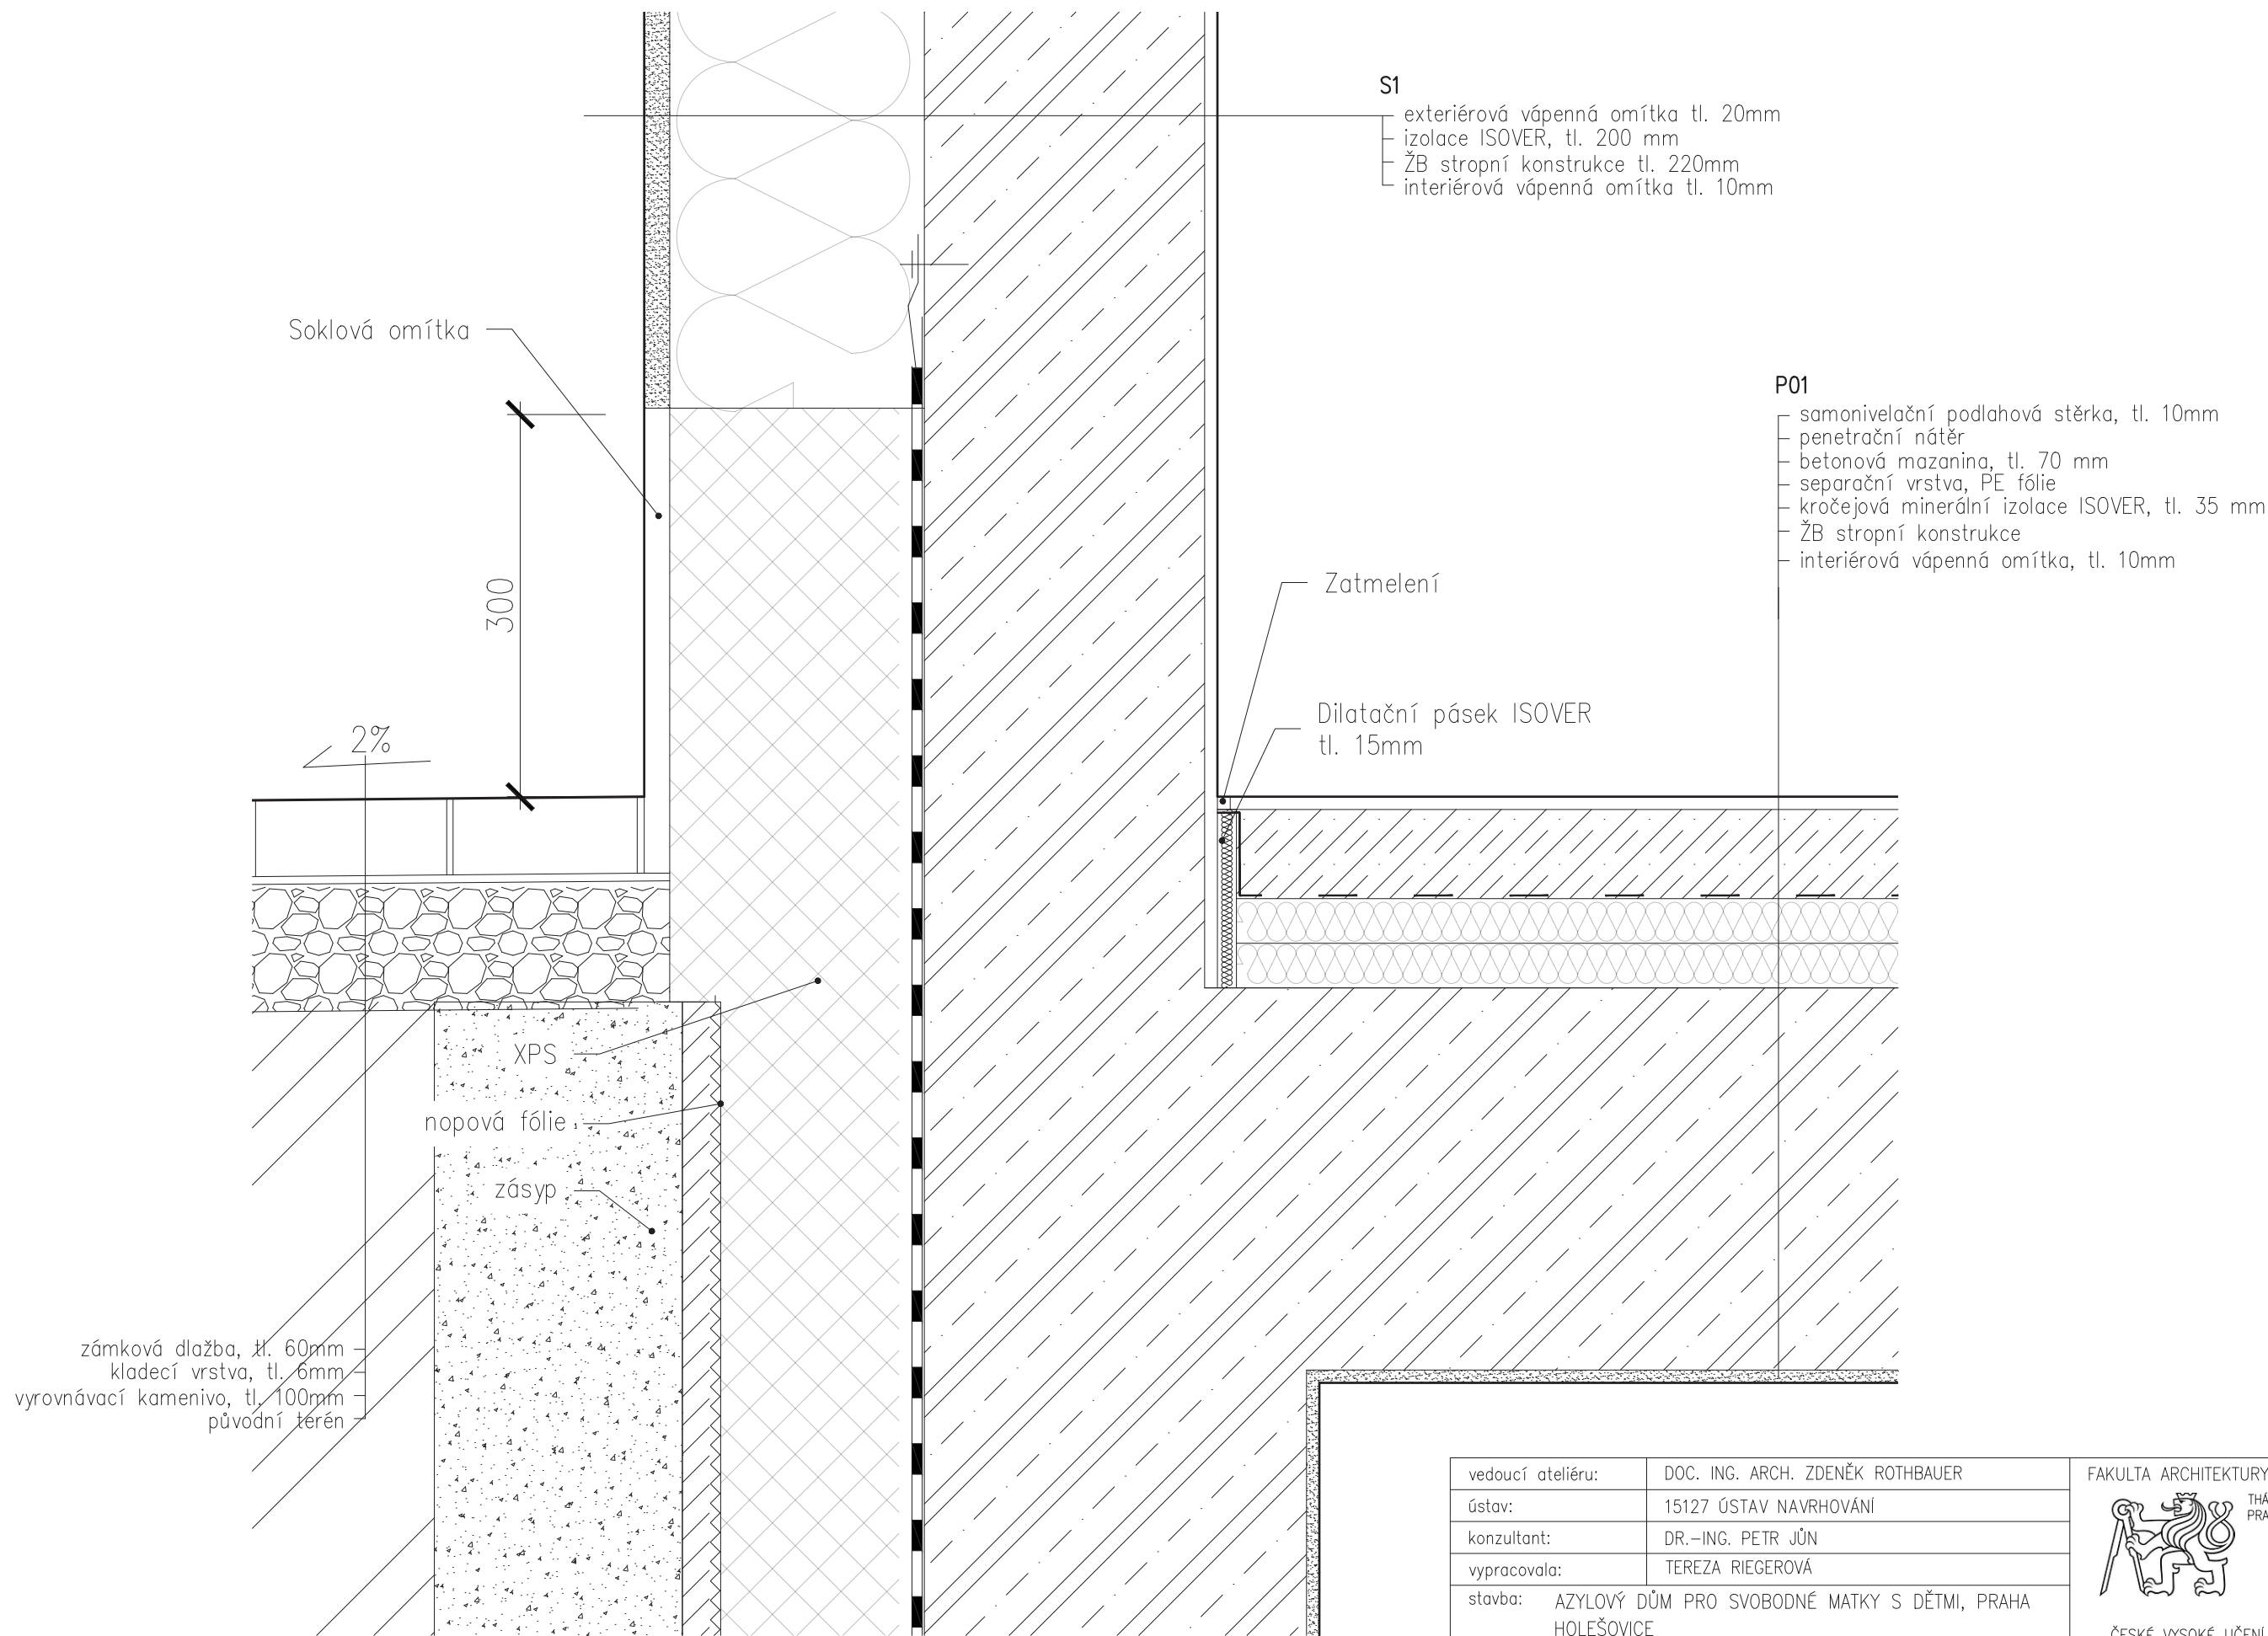 S1
exteriérová vápenná omítka tl. 20mm
izolace ISOVER, tl. 200 mm
ŽB stropní konstrukce tl. 220mm
interiérová vápenná omítka tl. 10mm
Soklová omítka
P01
samonivelační podlahová stěrka, tl. 10mm
penetrační nátěr
betonová mazanina, tl. 70 mm
separační vrstva, PE fólie
kročejová minerální izolace ISOVER, tl. 35 mm
ŽB stropní konstrukce
interiérová vápenná omítka, tl. 10mm
300
Zatmelení
Dilatační pásek ISOVER
tl. 15mm
2%
XPS
nopová fólie
zásyp
zámková dlažba, tl. 60mm
kladecí vrstva, tl. 6mm
vyrovnávací kamenivo, tl. 100mm
původní terén
vedoucí ateliéru: DOC. ING. ARCH. ZDENĚK ROTHBAUER
ústav: 15127 ÚSTAV NAVRHOVÁNÍ
konzultant: DR.-ING. PETR JŮN
vypracovala: TEREZA RIEGEROVÁ
stavba: AZYLOVÝ DŮM PRO SVOBODNÉ MATKY S DĚTMI, PRAHA
HOLEŠOVICE
FAKULTA ARCHITEKTURY
THÁ
PRA
ČESKÉ VYSOKÉ UČENÍ